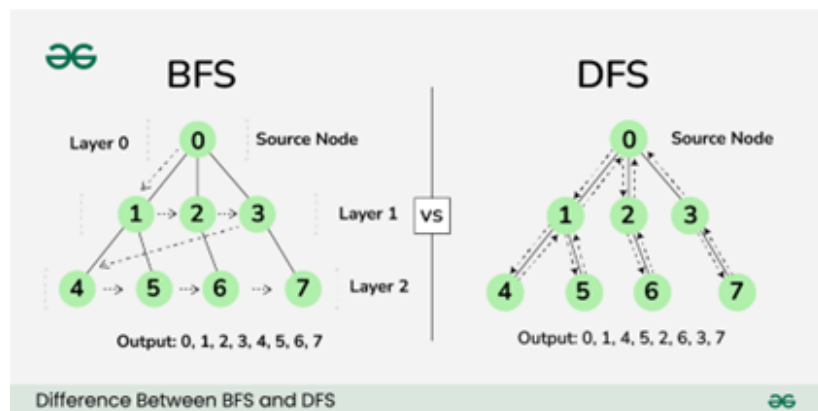 BFS
Layer 0
0
Source Node
1
2
3
Layer 1
4
5
6
7
Layer 2
Output: 0, 1, 2, 3, 4, 5, 6, 7
VS
DFS
0
Source Node
1
2
3
4
5
6
7
Output: 0, 1, 4, 5, 2, 6, 3, 7
Difference Between BFS and DFS